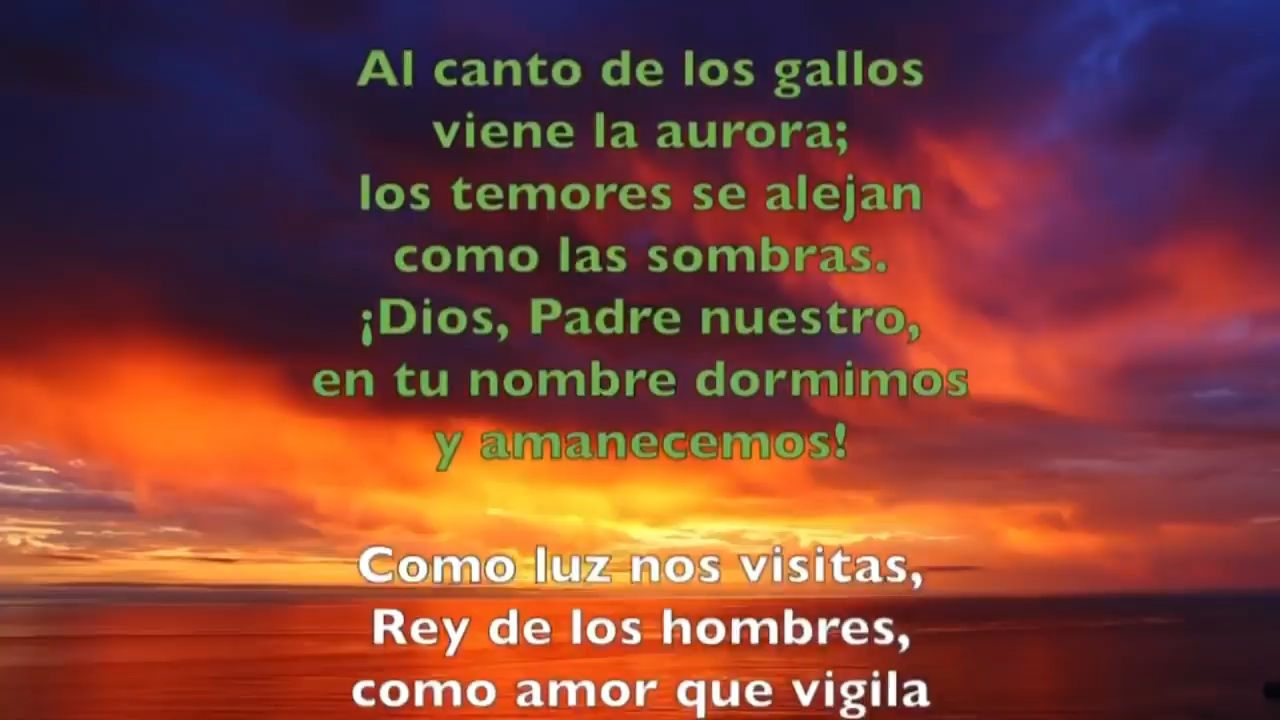 Al canto de los gallos
viene la aurora;
los temores se alejan
como las sombras.
¡Dios, Padre nuestro,
en tu nombre dormimos
y amanecemos!
Como luz nos visitas,
Rey de los hombres,
como amor que vigila